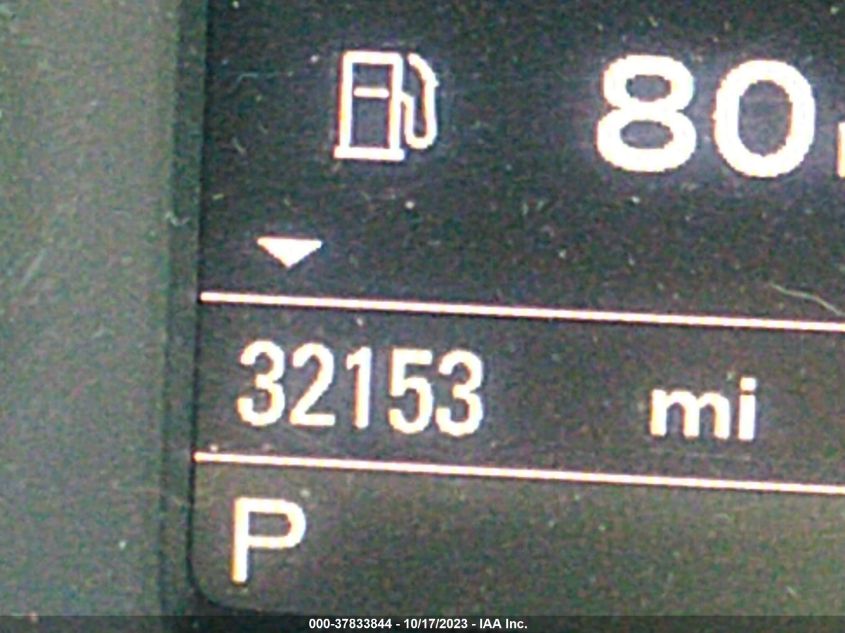 80
32153 mi
P
000-37833844 - 10/17/2023 - IAA Inc.